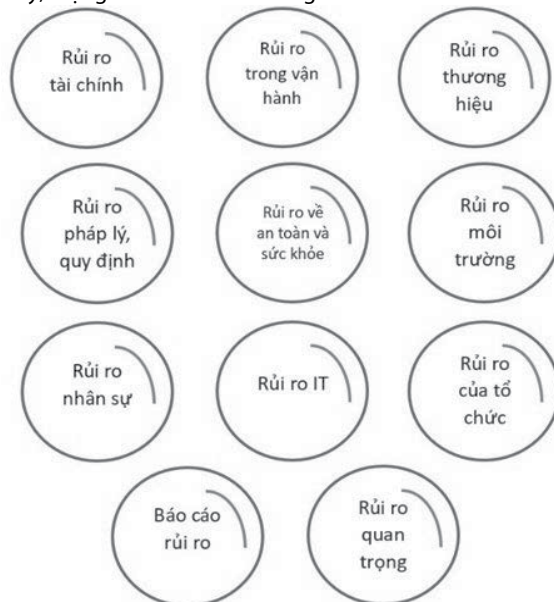 Rủi ro
tài chính
Rủi ro
trong vận
hành
Rủi ro
thương
hiệu
Rủi ro
pháp lý,
quy định
Rủi ro về
an toàn và
sức khỏe
Rủi ro
môi
trường
Rủi ro
nhân sự
Rủi ro IT
Rủi ro
của tổ
chức
Báo cáo
rủi ro
Rủi ro
quan
trọng